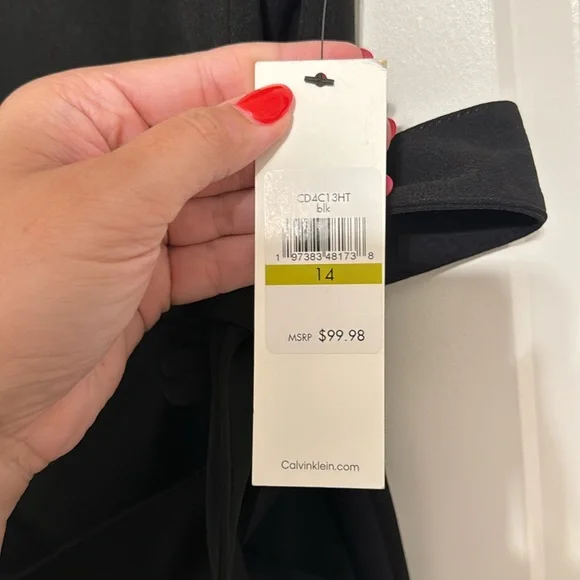 CD4C13HT
blk
1 97383 48173 8
14
MSRP $99.98
Calvinklein.com